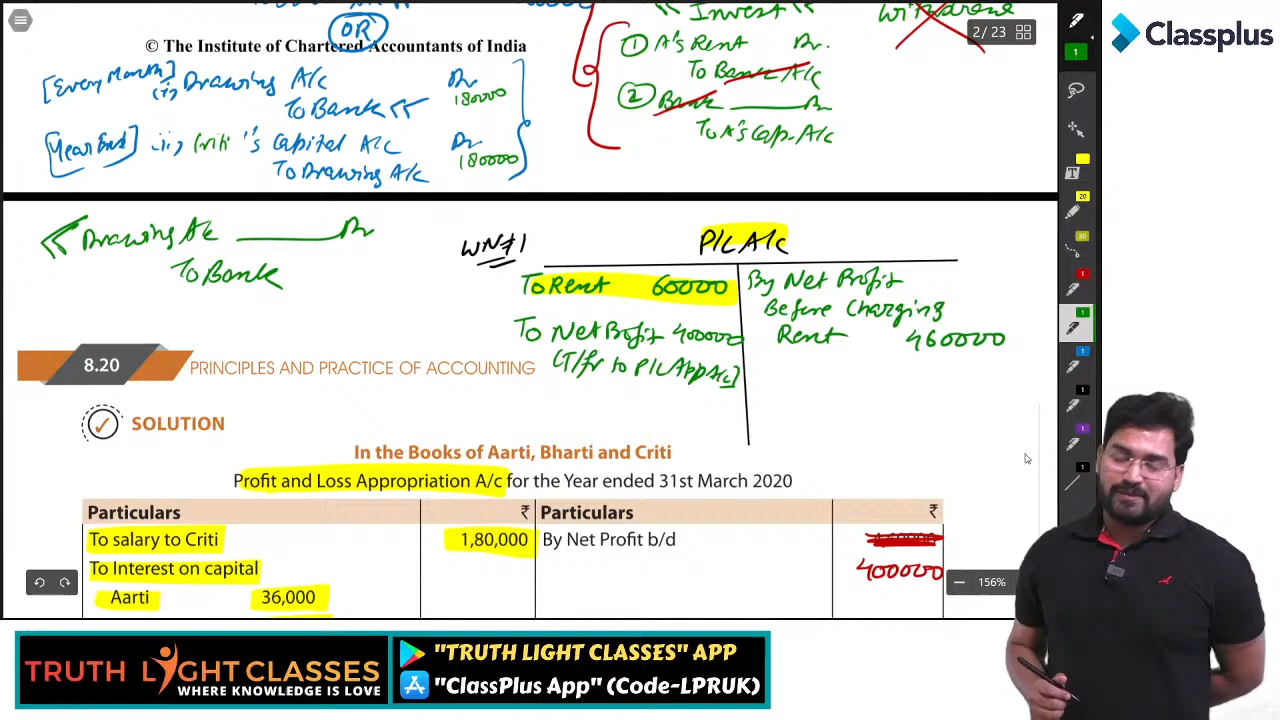 OR
Invest
Withdrawe
2 / 23
Classplus
© The Institute of Chartered Accountants of India
① A's Rent Dr.
To Bank A/c
[Every Month] (i) Drawing A/c Dr
To Bank 180000
② Bank Dr
To A's Cap. A/c
[Year End] ii, Criti's Capital A/c Dr
To Drawing A/c 180000
Drawing A/c Dr
To Bank
WN#1
P/L A/c
To Rent 60000
By Net Profit
Before Charging
Rent 460000
To Net Profit 400000
(T/fr to P/L App A/c]
8.20 PRINCIPLES AND PRACTICE OF ACCOUNTING
SOLUTION
In the Books of Aarti, Bharti and Criti
Profit and Loss Appropriation A/c for the Year ended 31st March 2020
Particulars ₹ Particulars ₹
To salary to Criti 1,80,000 By Net Profit b/d
400000
To Interest on capital
Aarti 36,000
156%
TRUTH LIGHT CLASSES
WHERE KNOWLEDGE IS LOVE
"TRUTH LIGHT CLASSES" APP
"ClassPlus App" (Code-LPRUK)